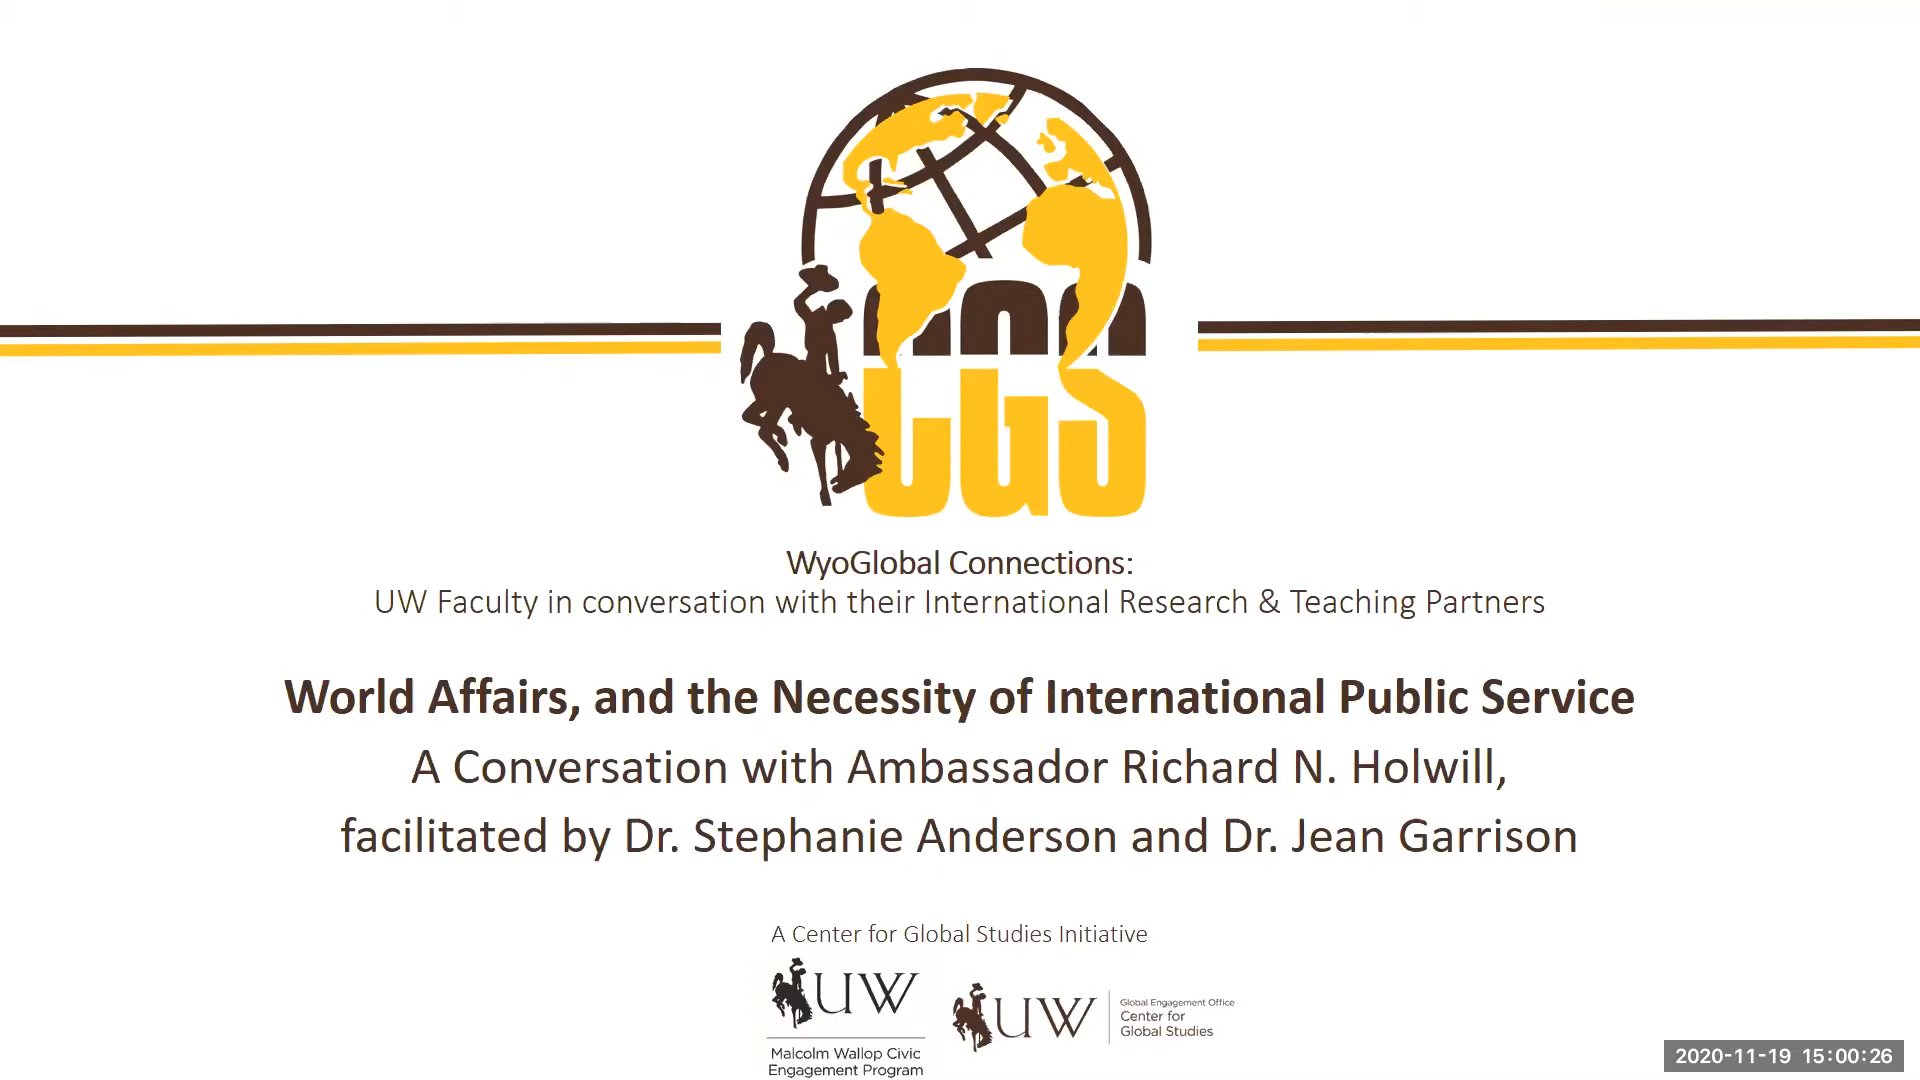 CGS
WyoGlobal Connections:
UW Faculty in conversation with their International Research & Teaching Partners
World Affairs, and the Necessity of International Public Service
A Conversation with Ambassador Richard N. Holwill,
facilitated by Dr. Stephanie Anderson and Dr. Jean Garrison
A Center for Global Studies Initiative
UW
Malcolm Wallop Civic
Engagement Program
UW
Global Engagement Office
Center for
Global Studies
2020-11-19 15:00:26